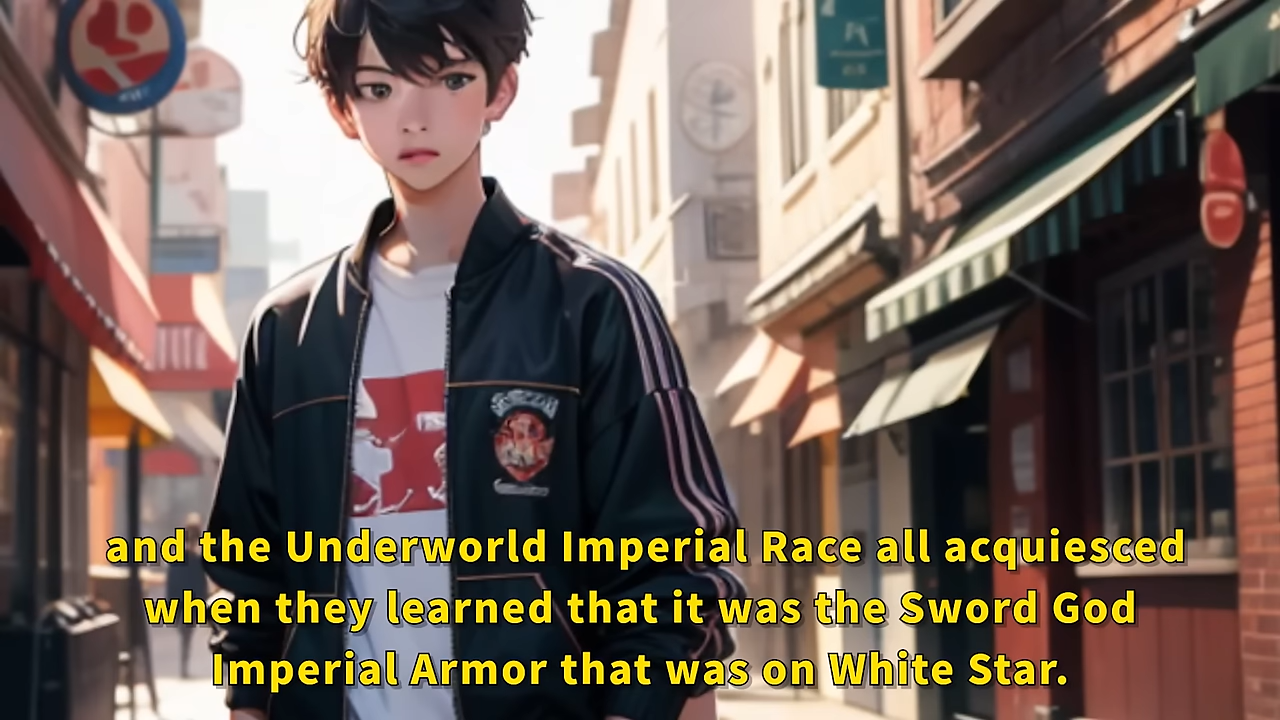 and the Underworld Imperial Race all acquiesced
when they learned that it was the Sword God
Imperial Armor that was on White Star.